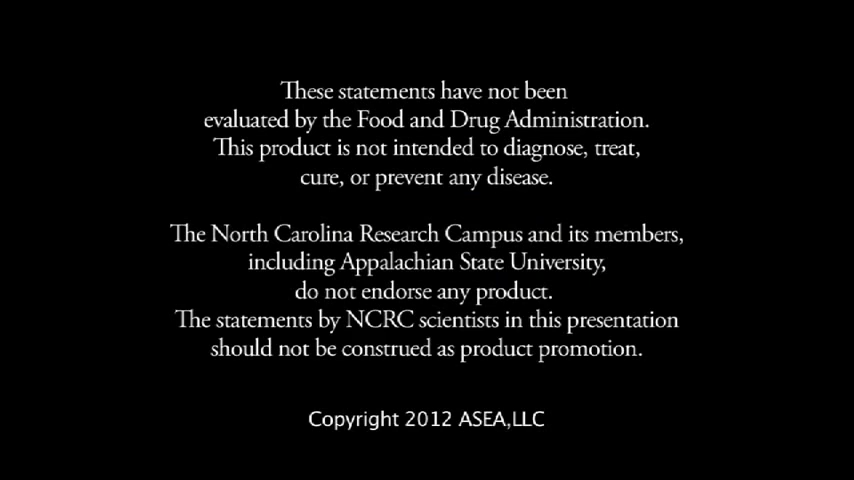 These statements have not been
evaluated by the Food and Drug Administration.
This product is not intended to diagnose, treat,
cure, or prevent any disease.
The North Carolina Research Campus and its members,
including Appalachian State University,
do not endorse any product.
The statements by NCRC scientists in this presentation
should not be construed as product promotion.
Copyright 2012 ASEA,LLC